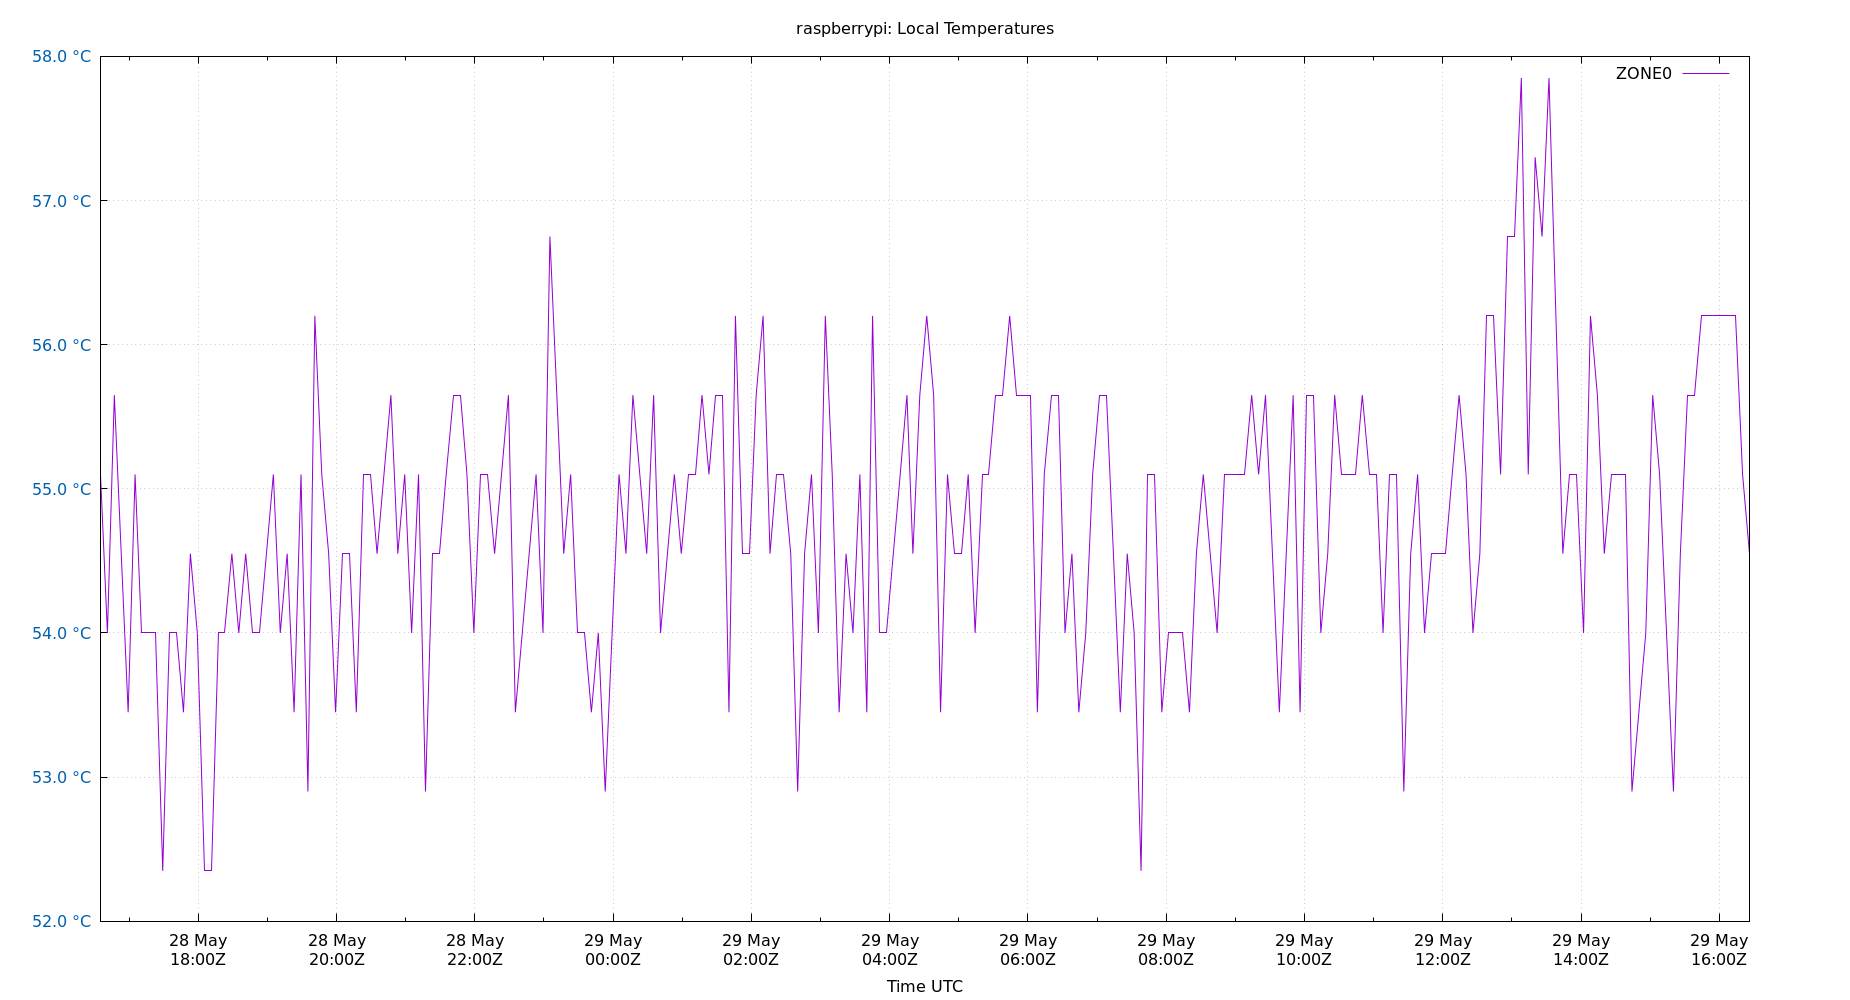 raspberrypi: Local Temperatures
58.0 °C
ZONE0
57.0 °C
56.0 °C
55.0 °C
54.0 °C
53.0 °C
52.0 °C
28 May 28 May 28 May 29 May 29 May 29 May 29 May 29 May 29 May 29 May 29 May 29 May
18:00Z 20:00Z 22:00Z 00:00Z 02:00Z 04:00Z 06:00Z 08:00Z 10:00Z 12:00Z 14:00Z 16:00Z
Time UTC